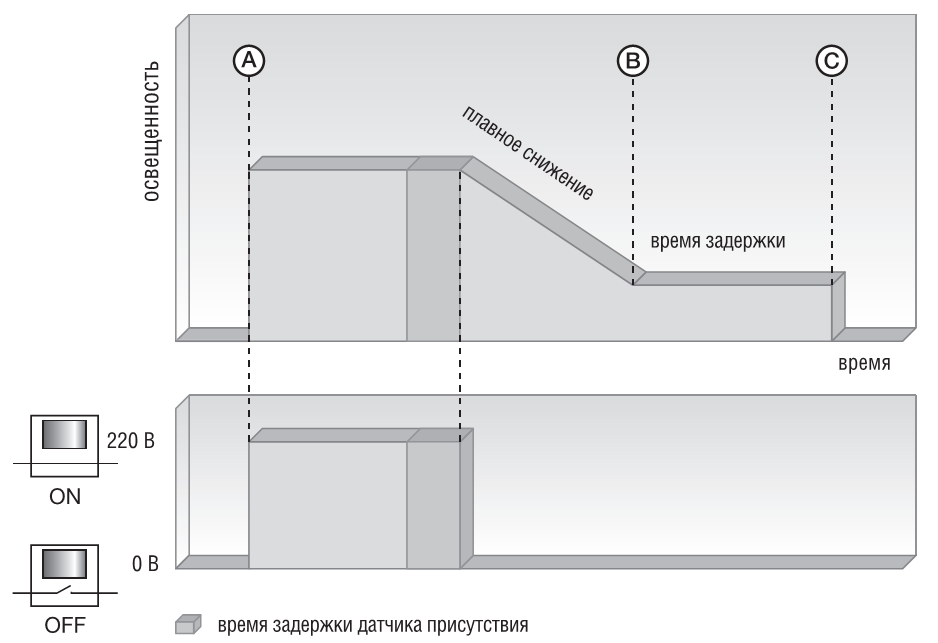 A
B
C
освещенность
плавное снижение
время задержки
время
220 В
ON
0 В
OFF
время задержки датчика присутствия